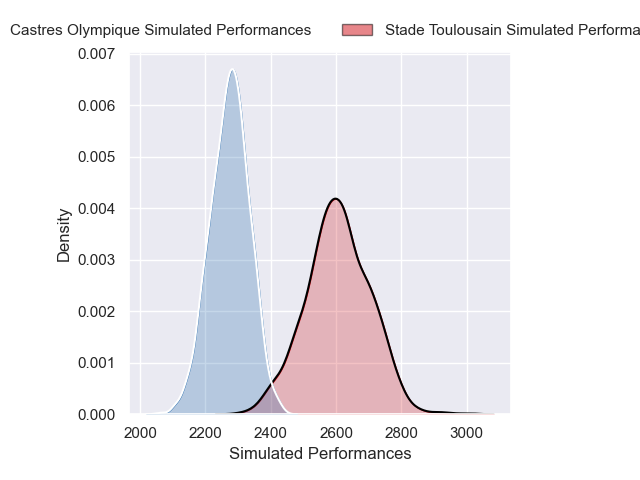 Castres Olympique Simulated Performances Stade Toulousain Simulated Performa
0.007
0.006
0.005
0.004
0.003
0.002
0.001
0.000
Density
2000 2200 2400 2600 2800 3000
Simulated Performances